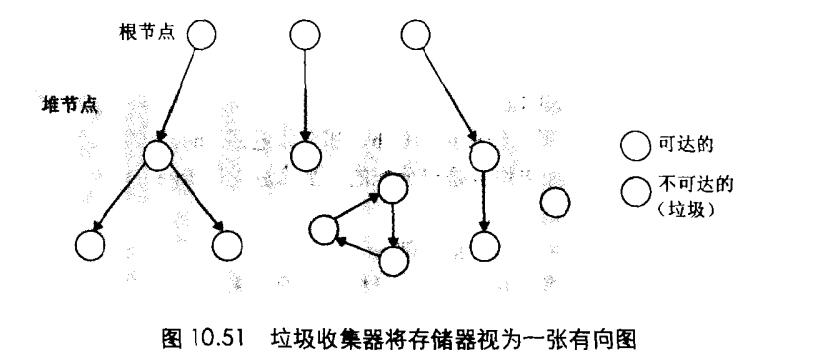 根节点
堆节点
可达的
不可达的
（垃圾）
图 10.51 垃圾收集器将存储器视为一张有向图